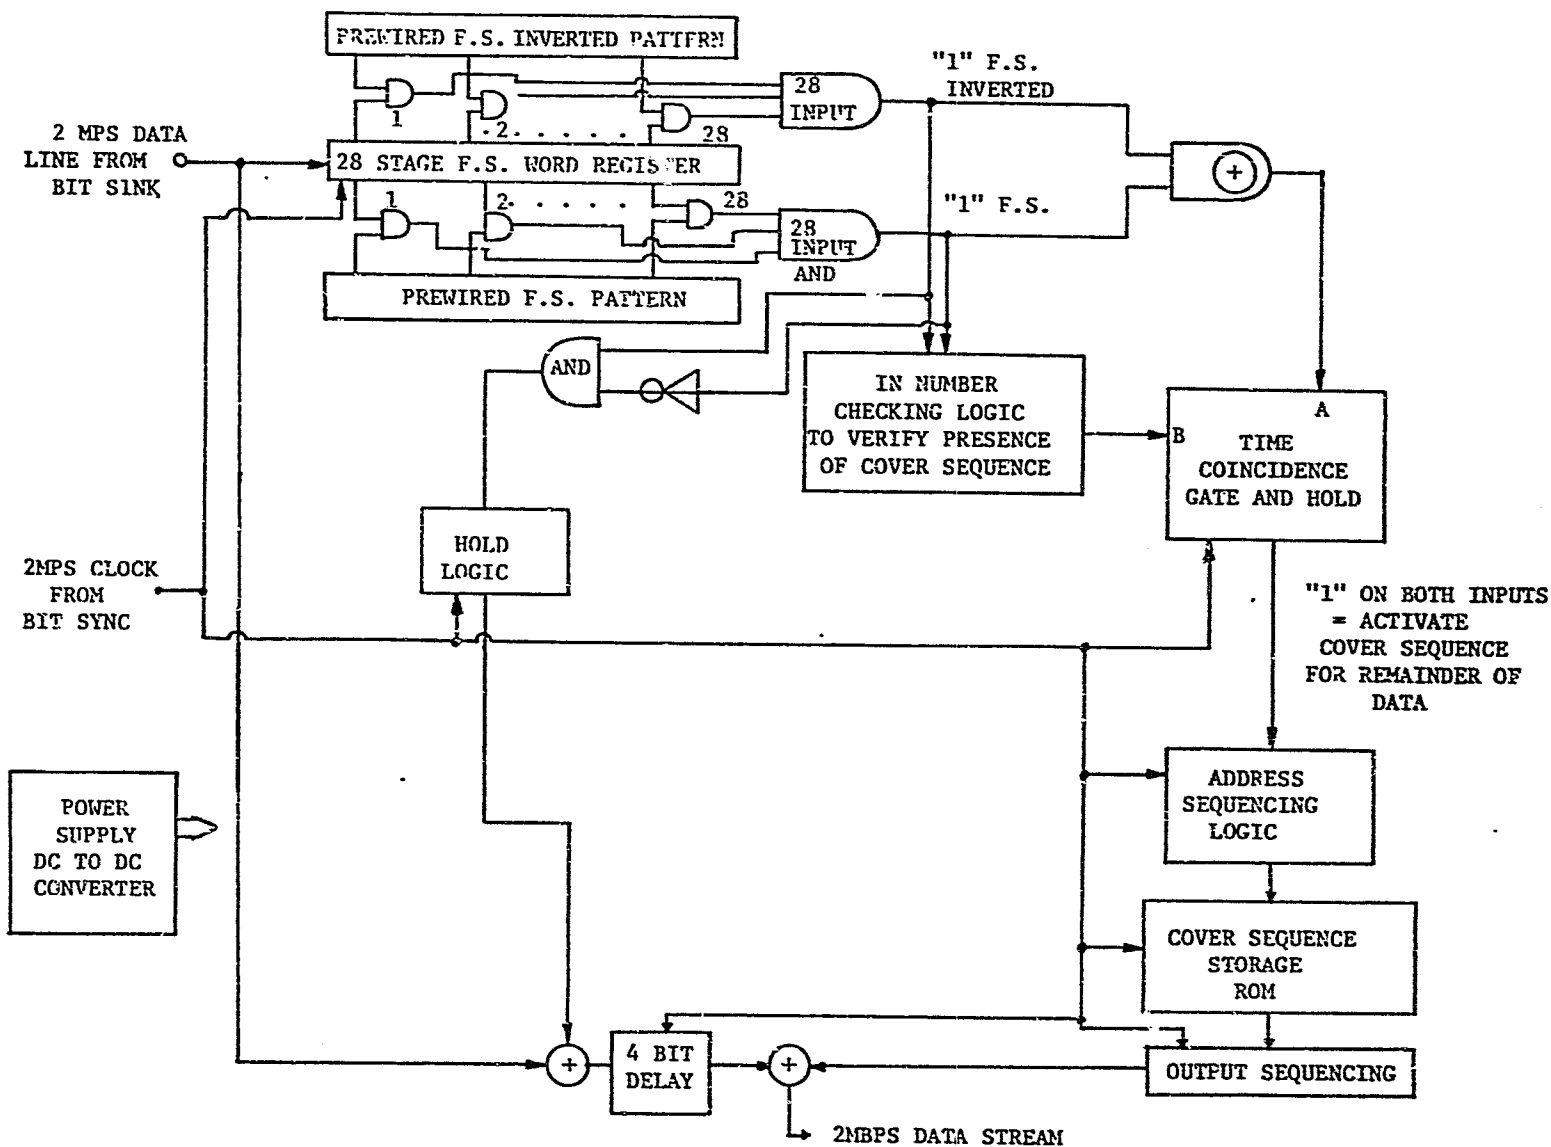 PREWIRED F.S. INVERTED PATTERN
"1" F.S.
INVERTED
28
INPUT
1
2
28
2 MPS DATA
LINE FROM
BIT SINK
28 STAGE F.S. WORD REGISTER
+
1
2
28
"1" F.S.
28
INPUT
AND
PREWIRED F.S. PATTERN
AND
IN NUMBER
CHECKING LOGIC
TO VERIFY PRESENCE
OF COVER SEQUENCE
A
B
TIME
COINCIDENCE
GATE AND HOLD
HOLD
LOGIC
2MPS CLOCK
FROM
BIT SYNC
"1" ON BOTH INPUTS
= ACTIVATE
COVER SEQUENCE
FOR REMAINDER OF
DATA
POWER
SUPPLY
DC TO DC
CONVERTER
ADDRESS
SEQUENCING
LOGIC
COVER SEQUENCE
STORAGE
ROM
+
4 BIT
DELAY
+
OUTPUT SEQUENCING
2MBPS DATA STREAM